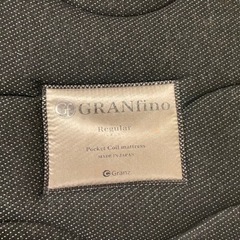 GRANfino
Regular
Pocket Coil mattress
MADE IN JAPAN
Granz